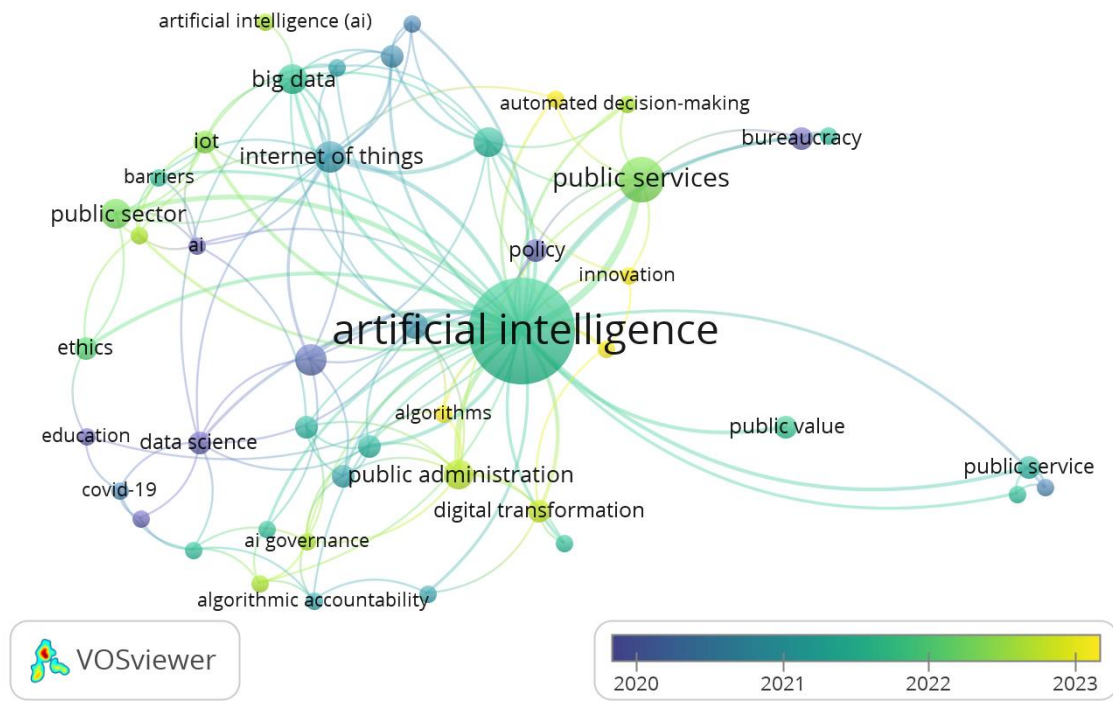 artificial intelligence (ai)
big data
automated decision-making
iot
bureaucracy
internet of things
barriers
public services
public sector
ai
policy
innovation
artificial intelligence
ethics
algorithms
public value
education
data science
public service
public administration
covid-19
digital transformation
ai governance
algorithmic accountability
VOSviewer
2020 2021 2022 2023